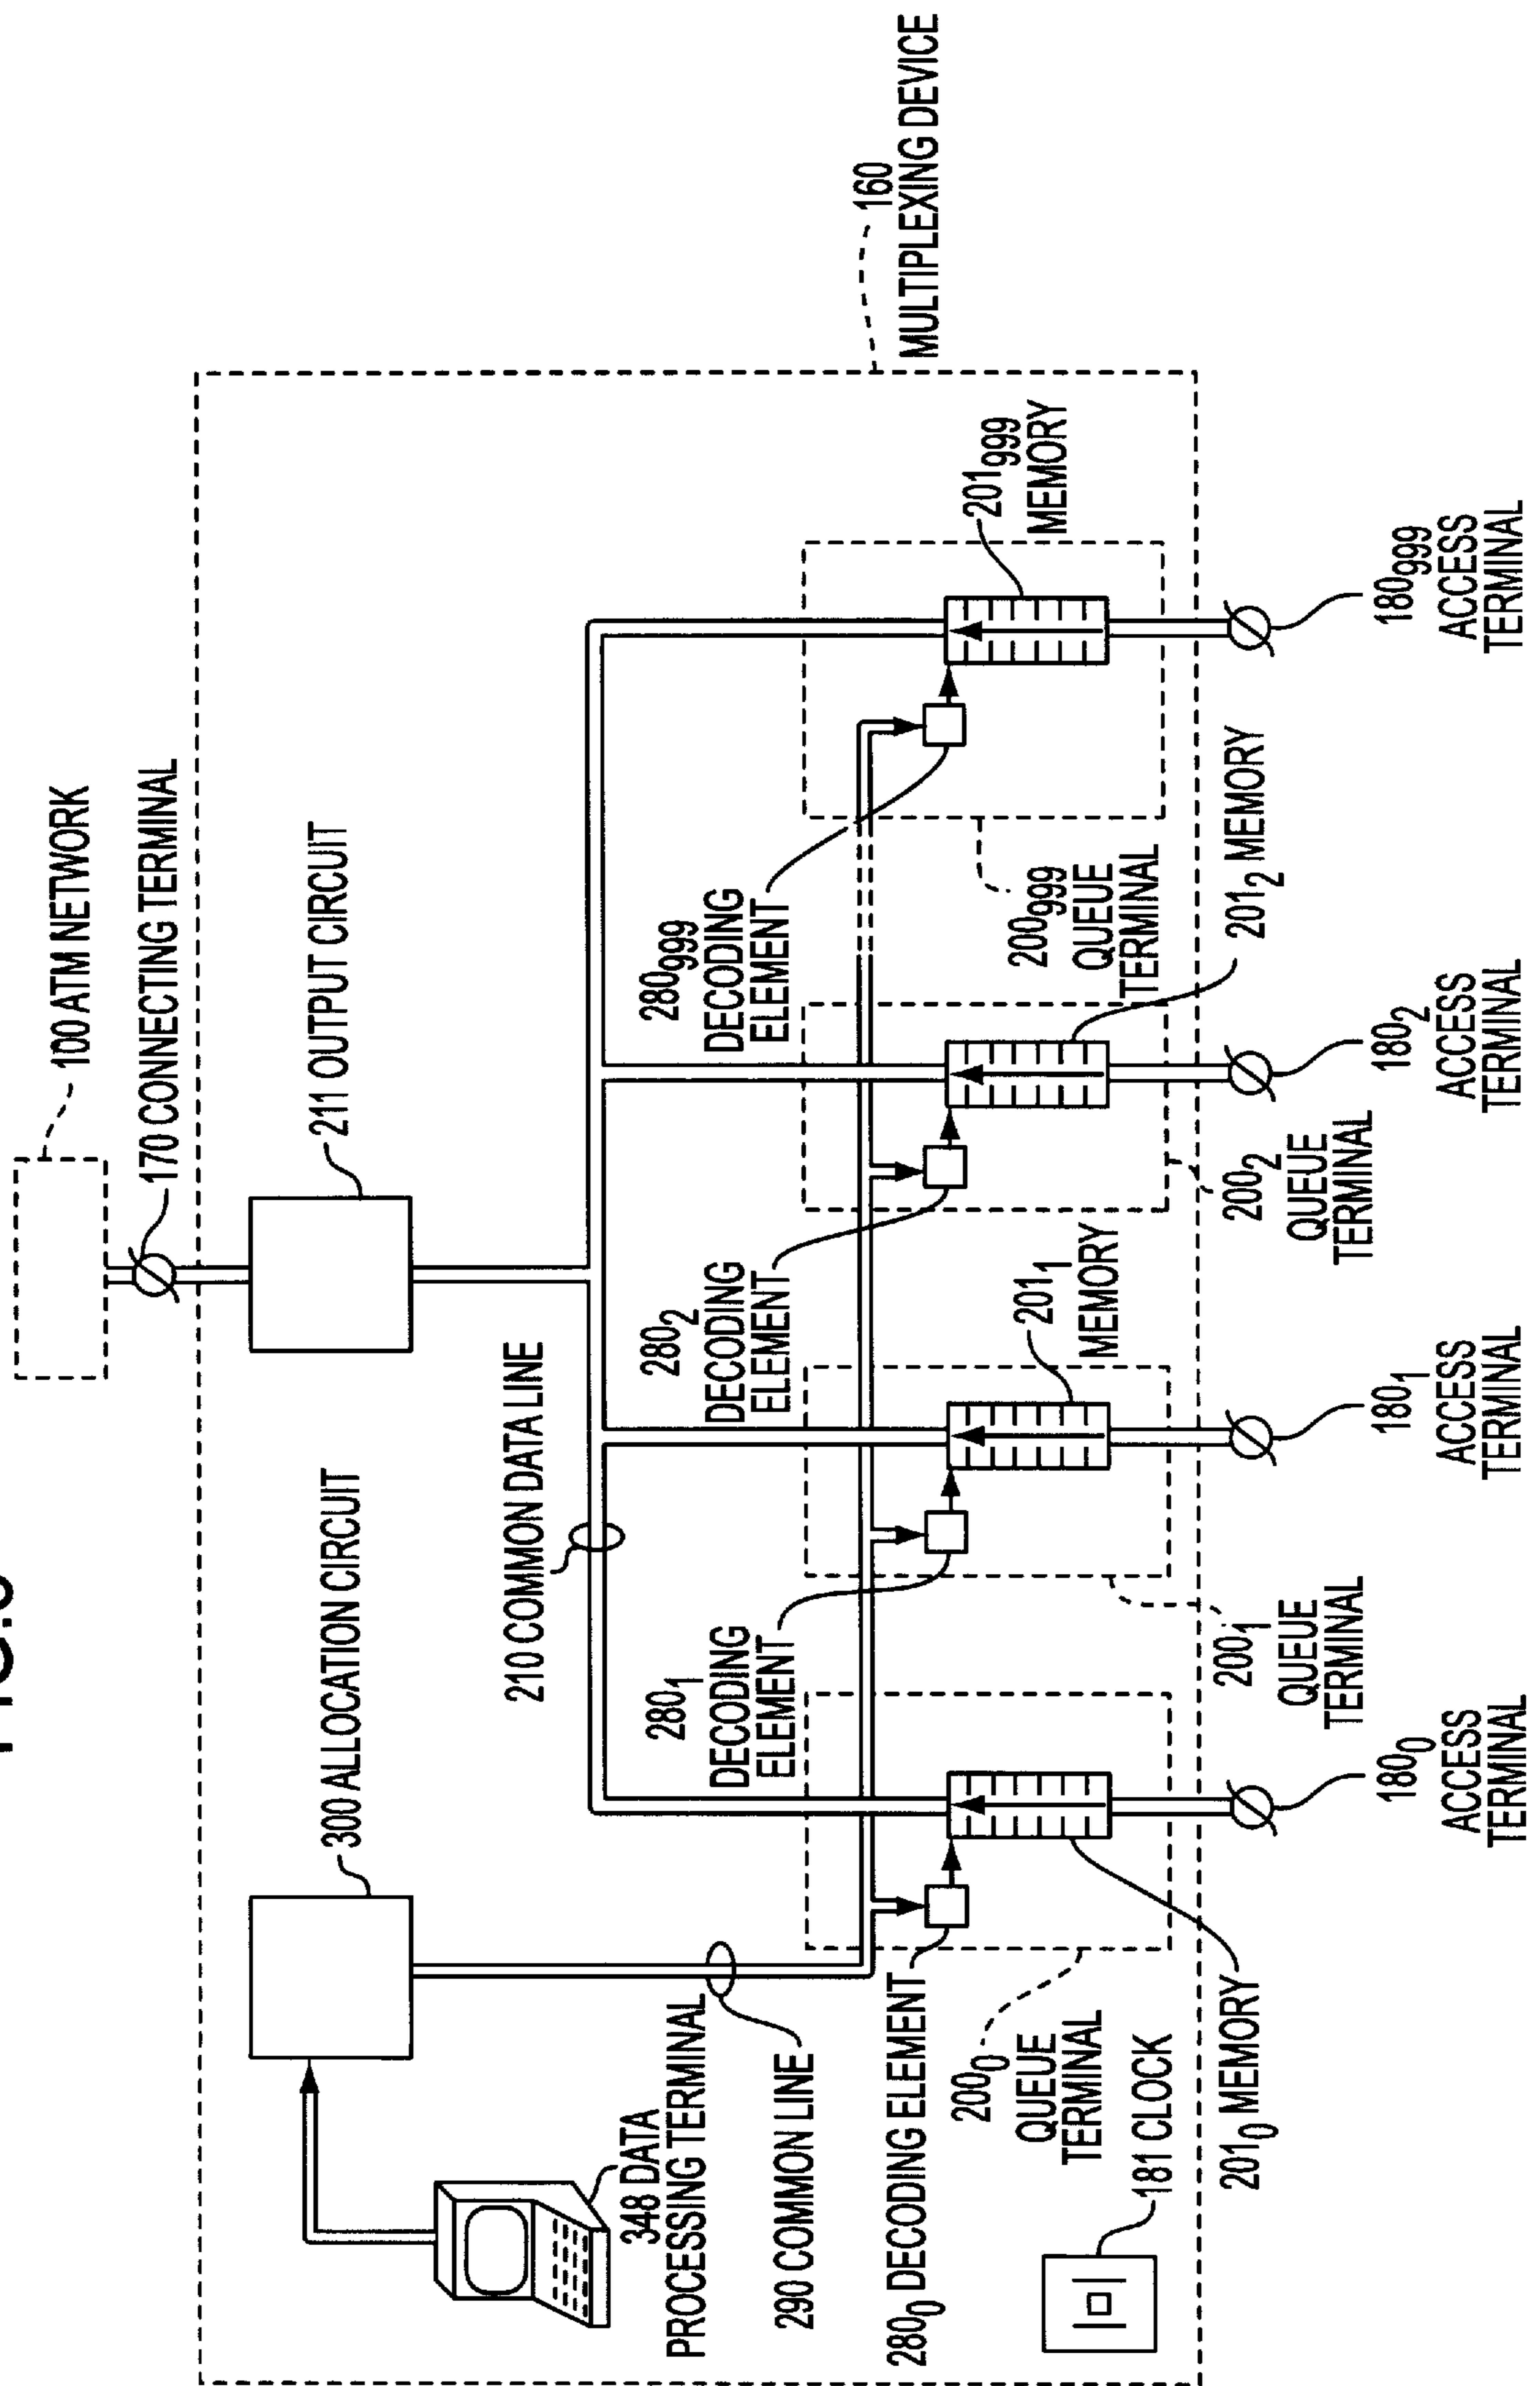 100 ATM NETWORK
170 CONNECTING TERMINAL
211 OUTPUT CIRCUIT
300 ALLOCATION CIRCUIT
160
MULTIPLEXING DEVICE
210 COMMON DATA LINE
348 DATA
PROCESSING TERMINAL
290 COMMON LINE
280₀ DECODING ELEMENT
280₁
DECODING
ELEMENT
280₂
DECODING
ELEMENT
280₉₉₉
DECODING
ELEMENT
200₀
QUEUE
TERMINAL
201₁
MEMORY
201₉₉₉
MEMORY
181 CLOCK
201₀ MEMORY
200₁
QUEUE
TERMINAL
200₂
QUEUE
TERMINAL
201₂ MEMORY
200₉₉₉
QUEUE
TERMINAL
180₀
ACCESS
TERMINAL
180₁
ACCESS
TERMINAL
180₂
ACCESS
TERMINAL
180₉₉₉
ACCESS
TERMINAL